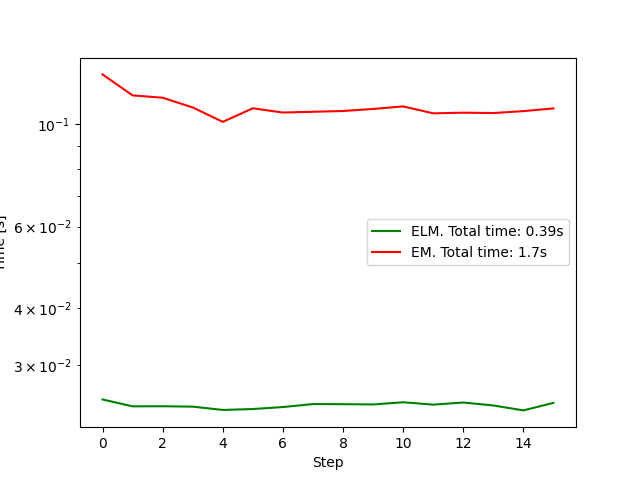 10⁻¹
6 × 10⁻²
4 × 10⁻²
3 × 10⁻²
ELM. Total time: 0.39s
EM. Total time: 1.7s
0 2 4 6 8 10 12 14
Step